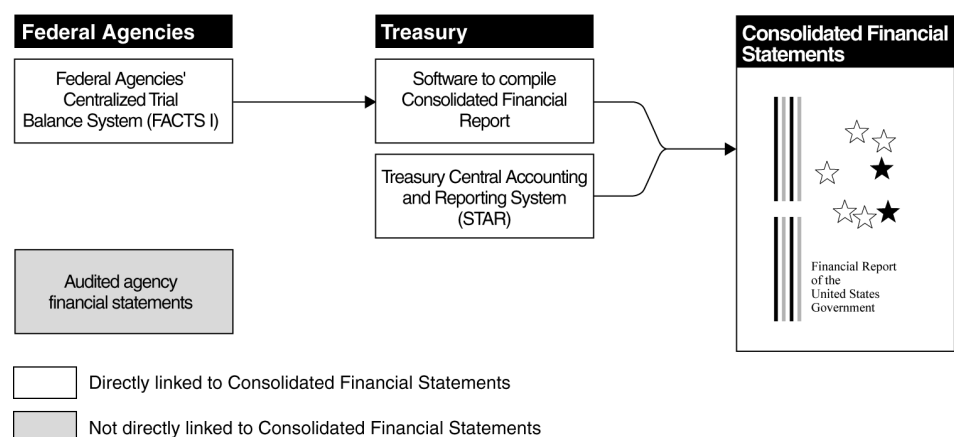 Federal Agencies
Federal Agencies'
Centralized Trial
Balance System (FACTS I)
Audited agency
financial statements
Treasury
Software to compile
Consolidated Financial
Report
Treasury Central Accounting
and Reporting System
(STAR)
Consolidated Financial
Statements
Financial Report
of the
United States
Government
Directly linked to Consolidated Financial Statements
Not directly linked to Consolidated Financial Statements